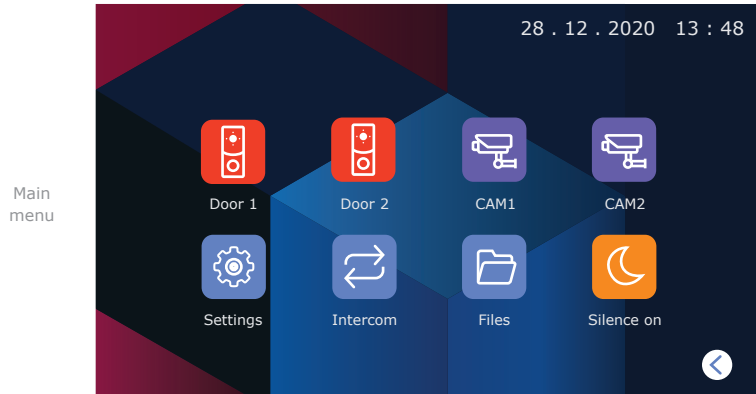 28 . 12 . 2020 13 : 48
Main
menu
Door 1 Door 2 CAM1 CAM2
Settings Intercom Files Silence on